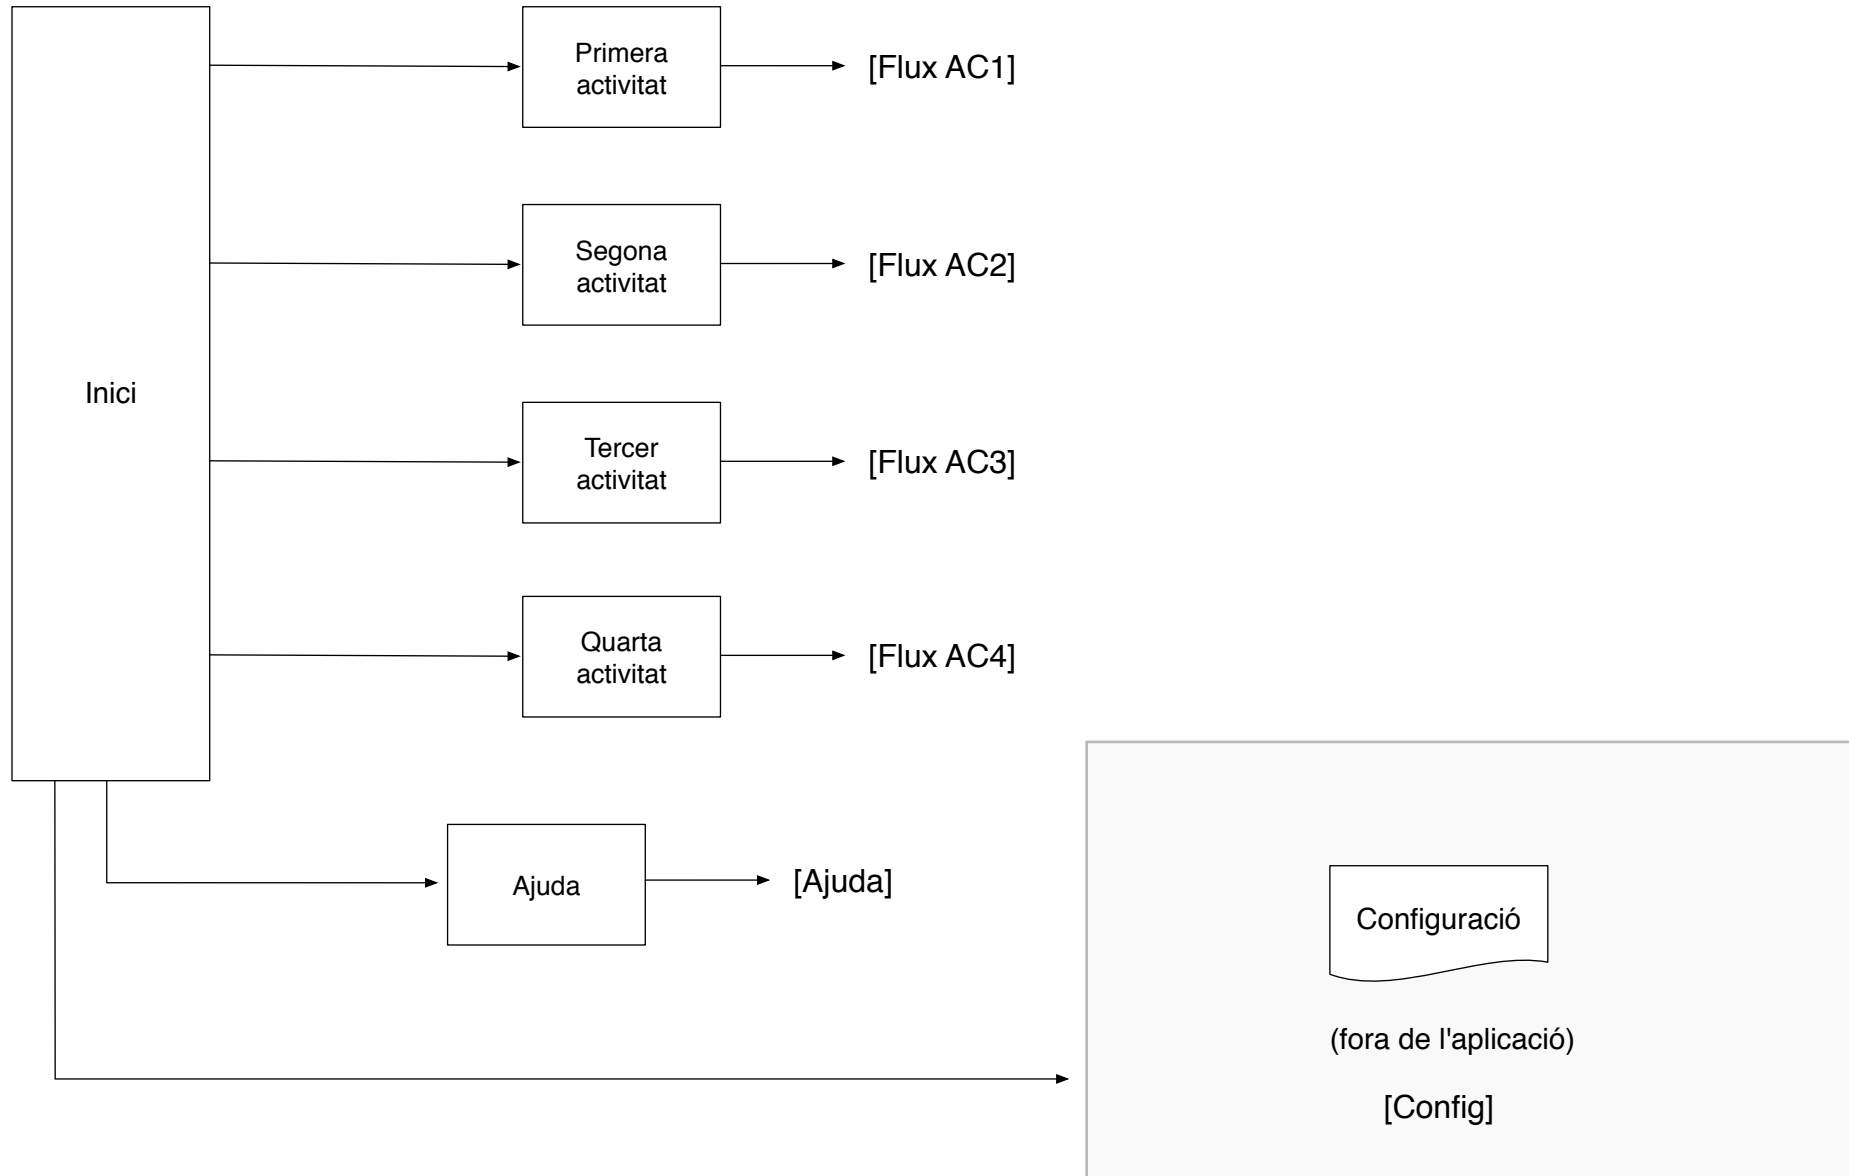 Primera
activitat
[Flux AC1]
Segona
activitat
[Flux AC2]
Inici
Tercer
activitat
[Flux AC3]
Quarta
activitat
[Flux AC4]
Ajuda
[Ajuda]
Configuració
(fora de l'aplicació)
[Config]